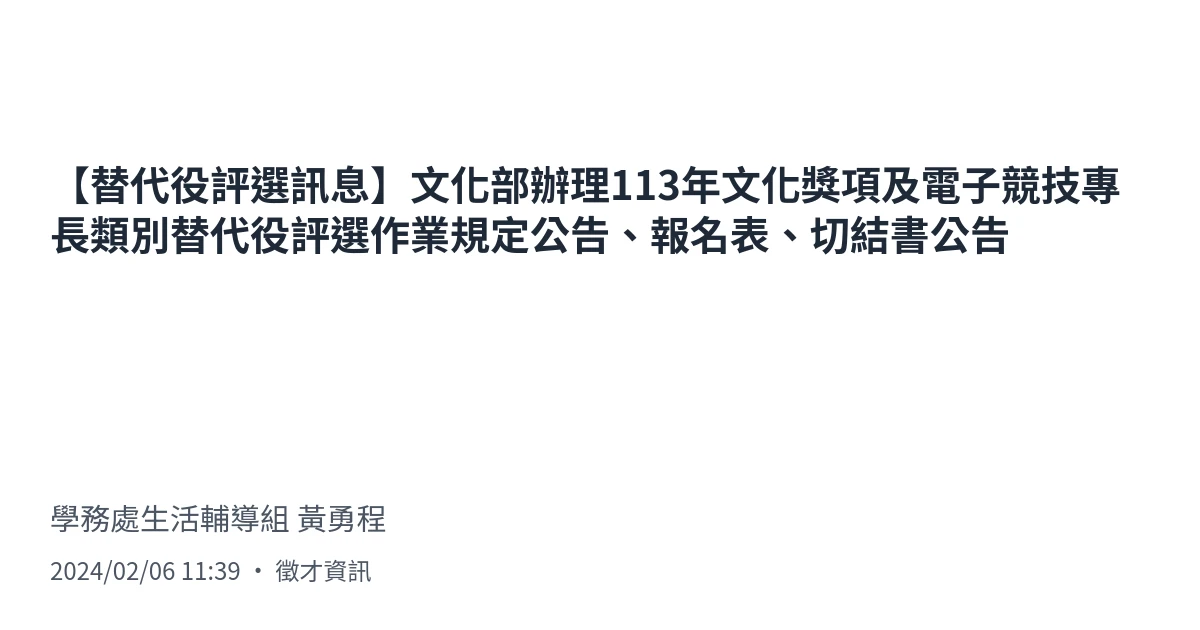 【替代役評選訊息】文化部辦理113年文化獎項及電子競技專
長類別替代役評選作業規定公告、報名表、切結書公告
學務處生活輔導組 黃勇程
2024/02/06 11:39 • 徵才資訊